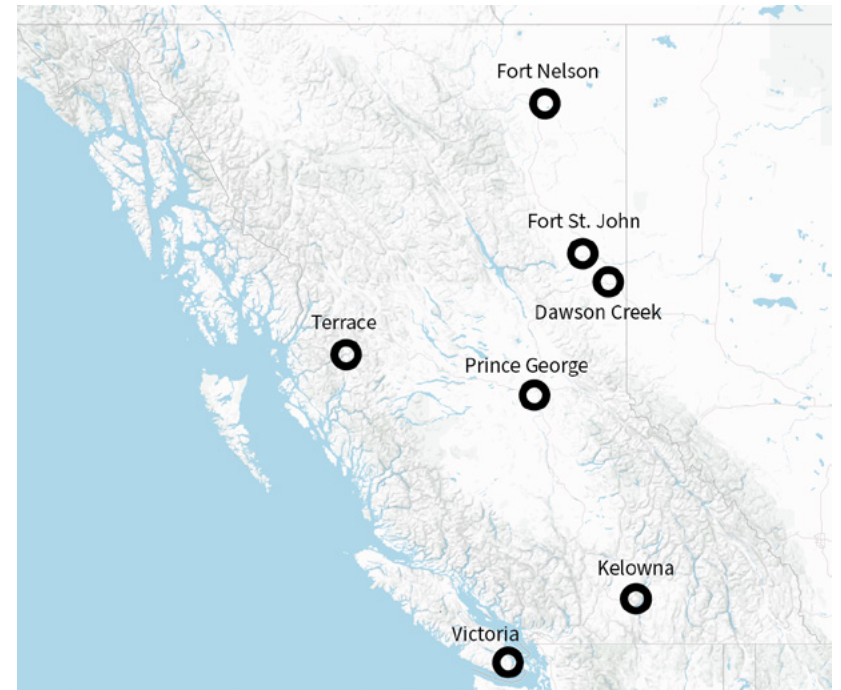 Fort Nelson
Fort St. John
Dawson Creek
Terrace
Prince George
Kelowna
Victoria